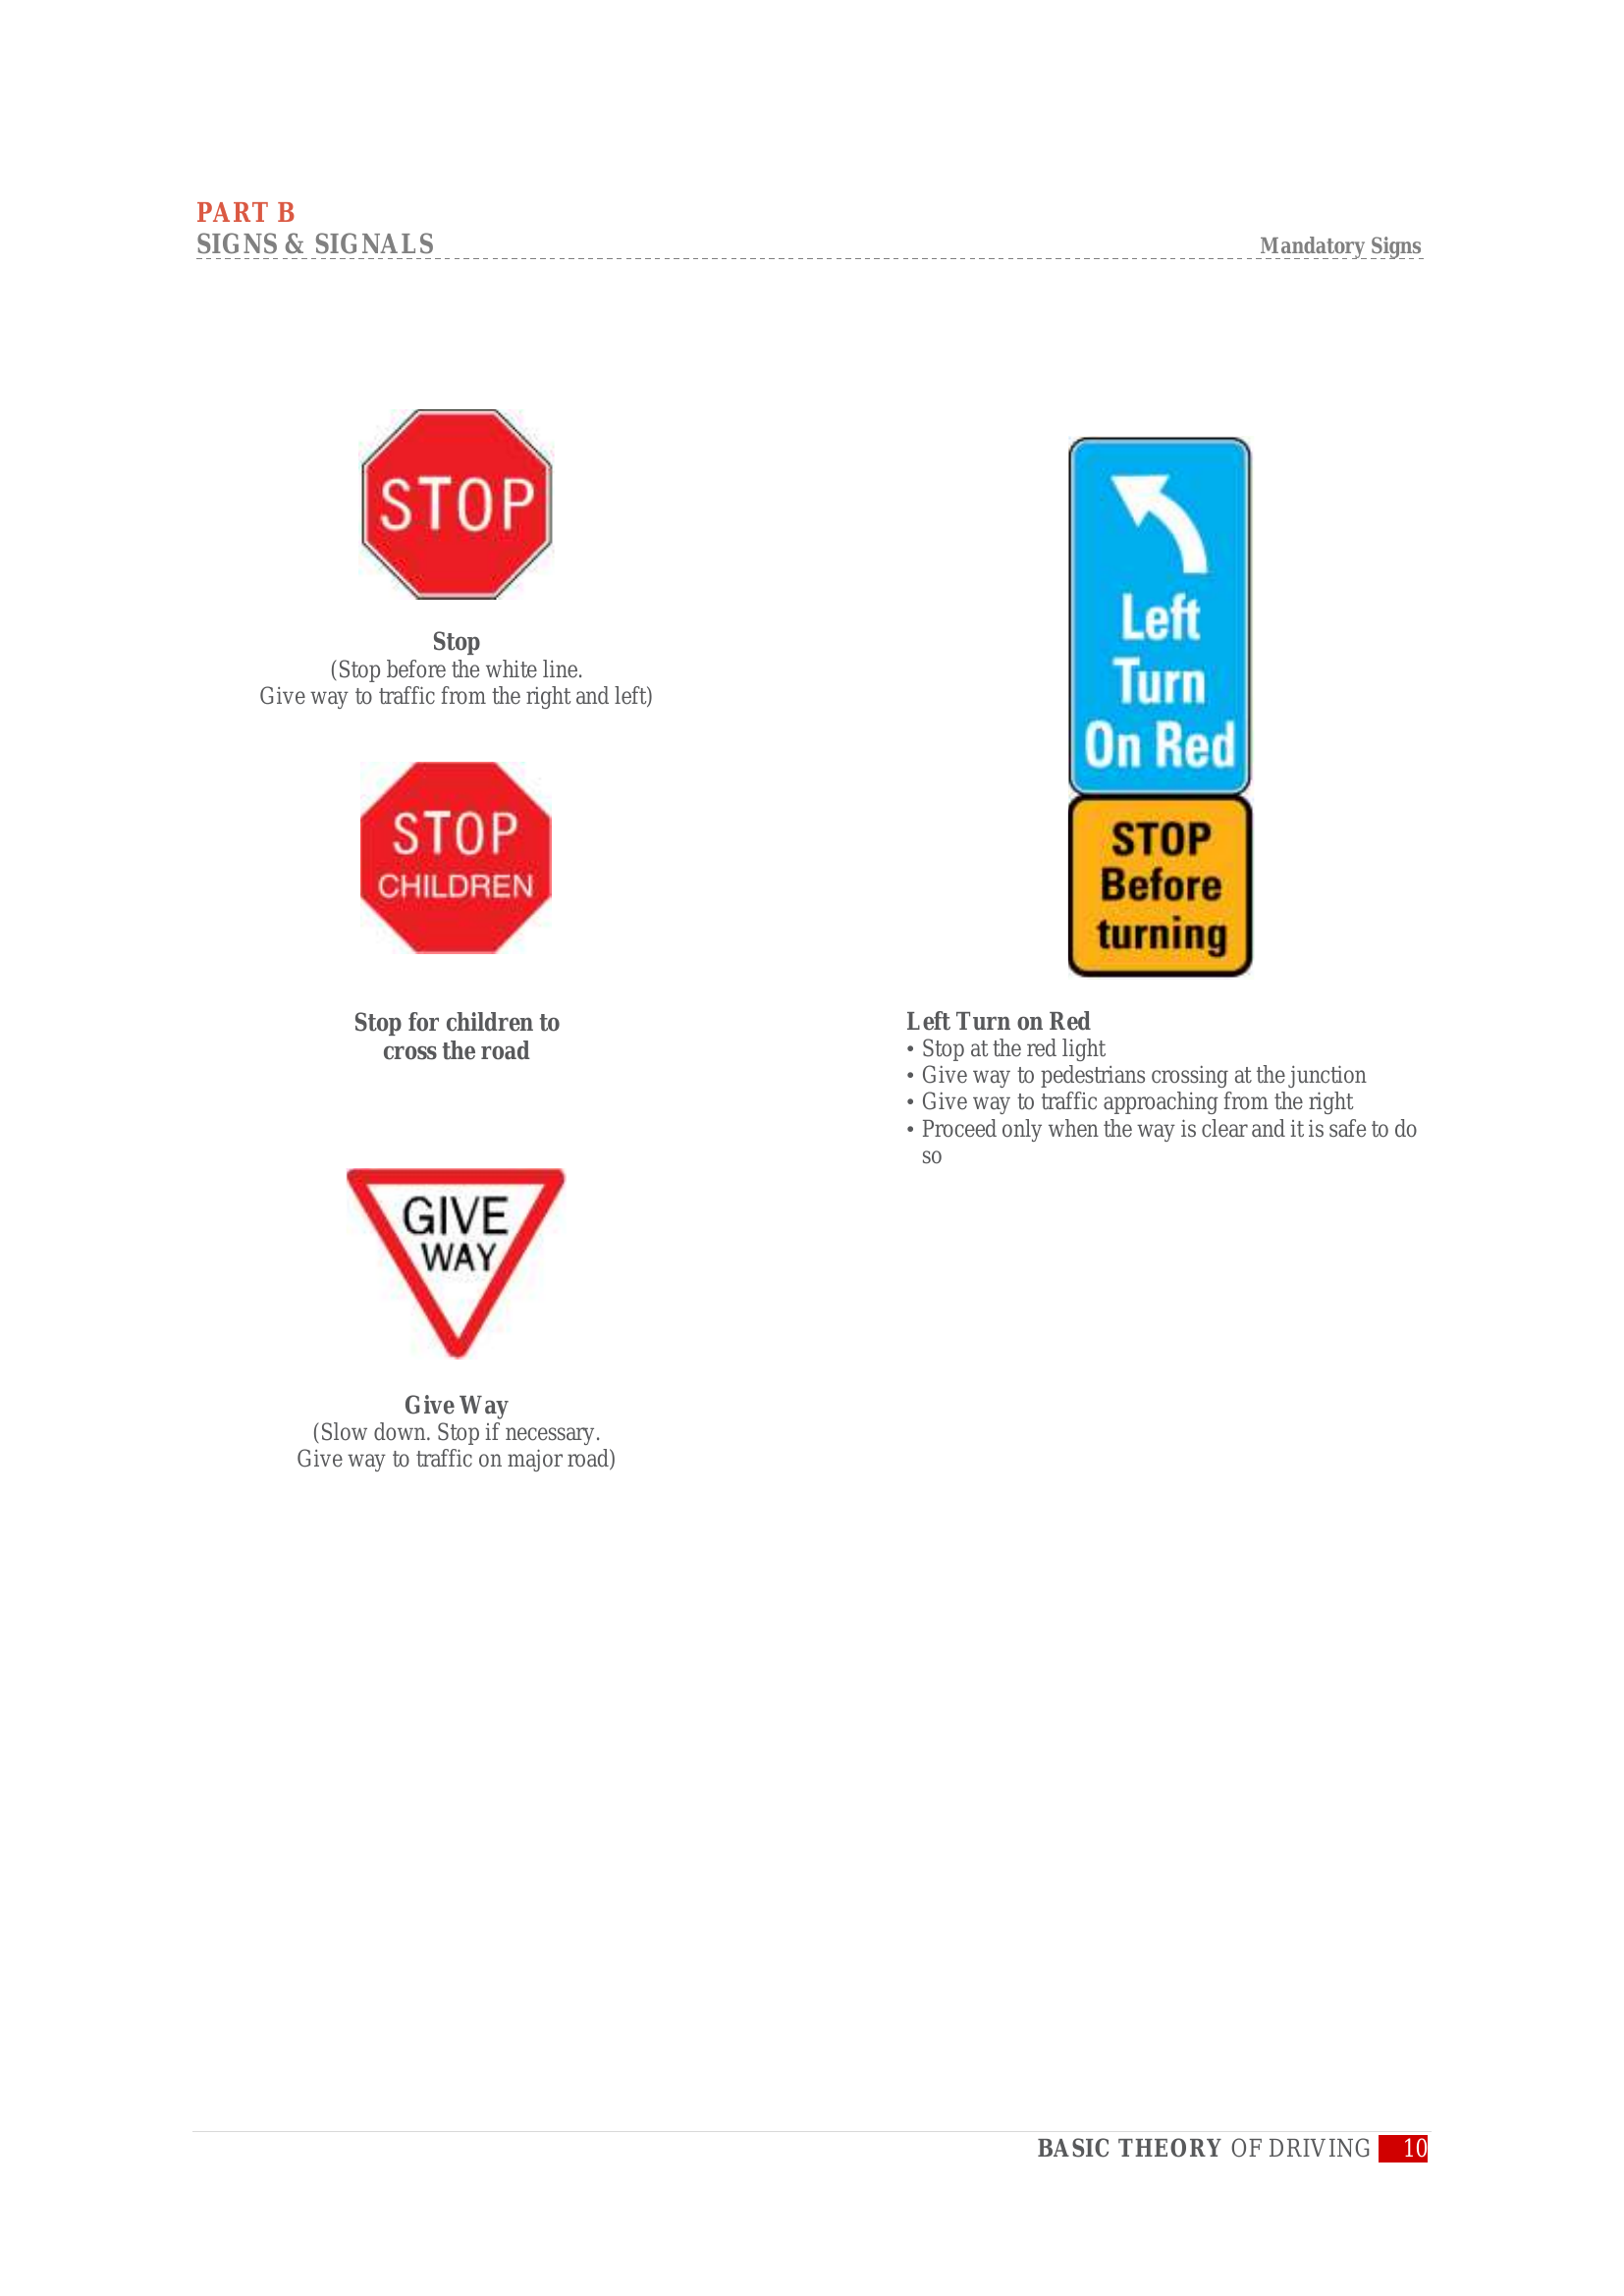 PART B
SIGNS & SIGNALS
Mandatory Signs
STOP
Stop
(Stop before the white line.
Give way to traffic from the right and left)
STOP
CHILDREN
Stop for children to
cross the road
GIVE
WAY
Give Way
(Slow down. Stop if necessary.
Give way to traffic on major road)
Left
Turn
On Red
STOP
Before
turning
Left Turn on Red
• Stop at the red light
• Give way to pedestrians crossing at the junction
• Give way to traffic approaching from the right
• Proceed only when the way is clear and it is safe to do
so
BASIC THEORY OF DRIVING 10